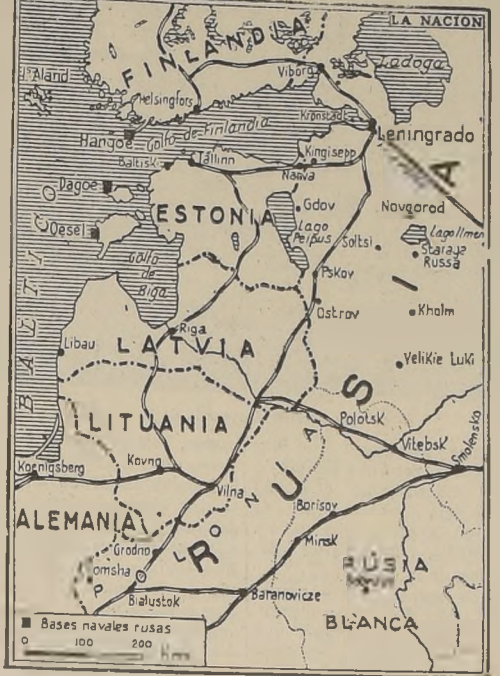 LA NACION
FINLANDIA
Ladoga
I.Aland
Viborg
Helsingfors
Kronstadt
Hangoe
Golfo de Finlandia
Leningrado
Baltiski
Tallinn
Kingisepp
Narva
Dagoe
ESTONIA
Gdov
Novgorod
Oesel
Lago Peipus
Soltsi
Lago Ilmen
Staraya Russa
Golfo de Riga
Pskov
Ostrov
Kholm
Riga
Libau
LATVIA
Velikie Luki
BALTICO
LITUANIA
Polotsk
Vitebsk
Smolensko
Koenigsberg
Kovno
Vilna
RUSIA
ALEMANIA
Borisov
Grodno
Minsk
omsha
POLONIA
RUSIA
Bialystok
Baranovicze
BLANCA
Bases navales rusas
0 100 200
Km